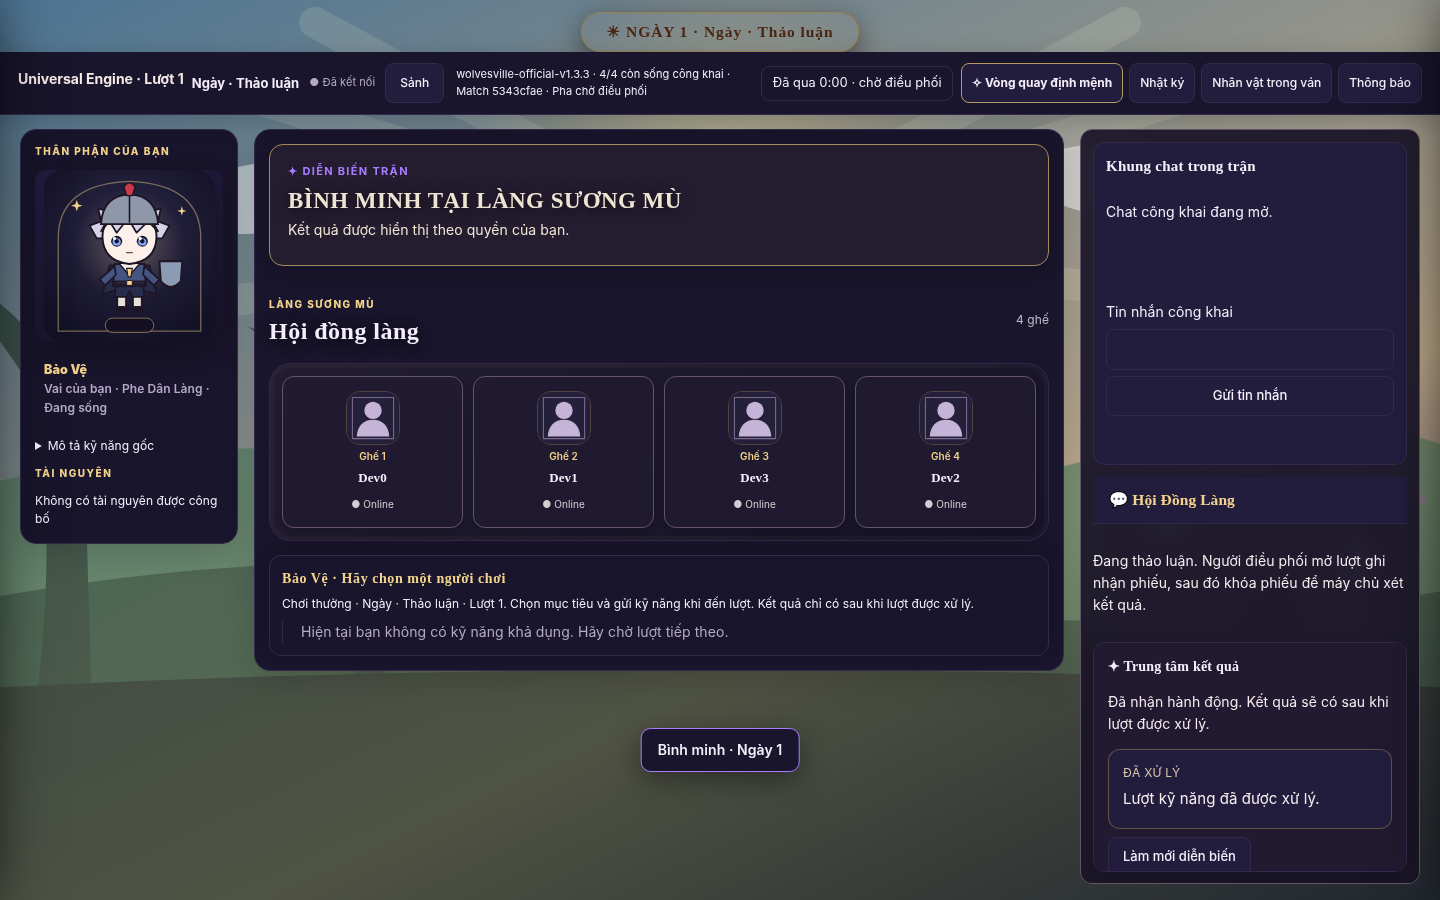 ☀ NGÀY 1 · Ngày · Thảo luận
Universal Engine · Lượt 1
Ngày · Thảo luận
Đã kết nối
Sảnh
wolvesville-official-v1.3.3 · 4/4 còn sống công khai ·
Match 5343cfae · Pha chờ điều phối
Đã qua 0:00 · chờ điều phối
✧ Vòng quay định mệnh
Nhật ký
Nhân vật trong ván
Thông báo
THÂN PHẬN CỦA BẠN
Bảo Vệ
Vai của bạn · Phe Dân Làng ·
Đang sống
Mô tả kỹ năng gốc
TÀI NGUYÊN
Không có tài nguyên được công
bố
✦ DIỄN BIẾN TRẬN
BÌNH MINH TẠI LÀNG SƯƠNG MÙ
Kết quả được hiển thị theo quyền của bạn.
LÀNG SƯƠNG MÙ
Hội đồng làng
4 ghế
Ghế 1
Dev0
Online
Ghế 2
Dev1
Online
Ghế 3
Dev3
Online
Ghế 4
Dev2
Online
Bảo Vệ · Hãy chọn một người chơi
Chơi thường · Ngày · Thảo luận · Lượt 1. Chọn mục tiêu và gửi kỹ năng khi đến lượt. Kết quả chỉ có sau khi lượt được xử lý.
Hiện tại bạn không có kỹ năng khả dụng. Hãy chờ lượt tiếp theo.
Bình minh · Ngày 1
Khung chat trong trận
Chat công khai đang mở.
Tin nhắn công khai
Gửi tin nhắn
💬 Hội Đồng Làng
Đang thảo luận. Người điều phối mở lượt ghi
nhận phiếu, sau đó khóa phiếu để máy chủ xét
kết quả.
✦ Trung tâm kết quả
Đã nhận hành động. Kết quả sẽ có sau khi
lượt được xử lý.
ĐÃ XỬ LÝ
Lượt kỹ năng đã được xử lý.
Làm mới diễn biến